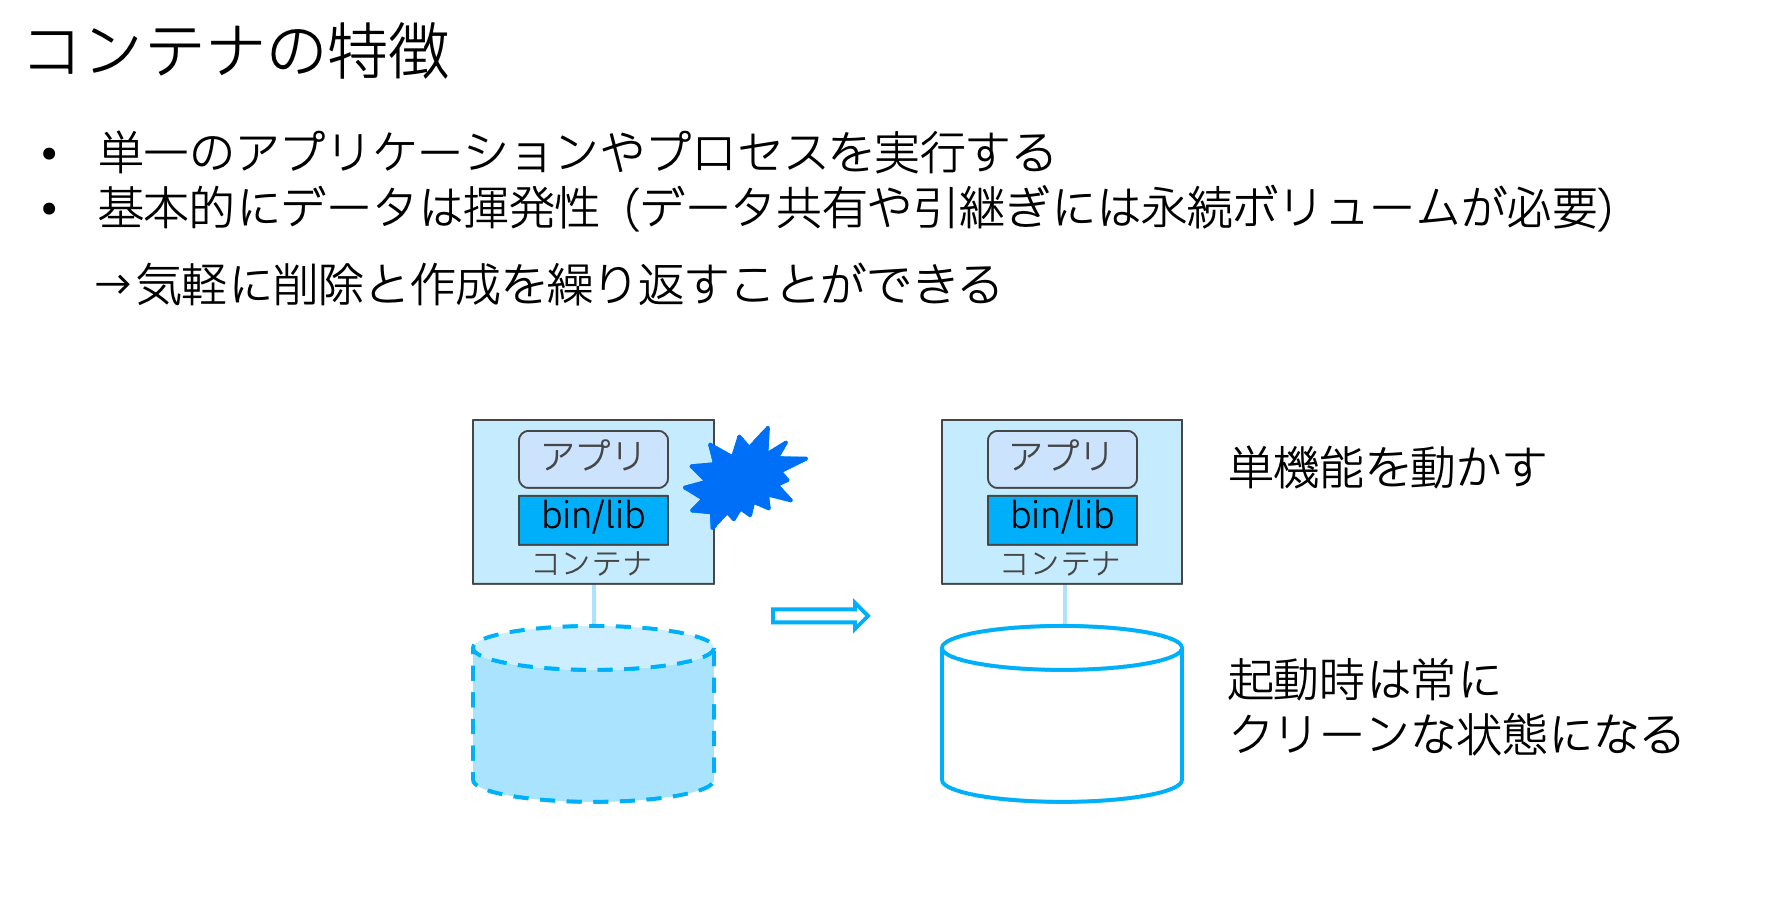 コンテナの特徴
• 単一のアプリケーションやプロセスを実行する
• 基本的にデータは揮発性 (データ共有や引継ぎには永続ボリュームが必要)
→気軽に削除と作成を繰り返すことができる
アプリ
bin/lib
コンテナ
アプリ
bin/lib
コンテナ
単機能を動かす
起動時は常に
クリーンな状態になる